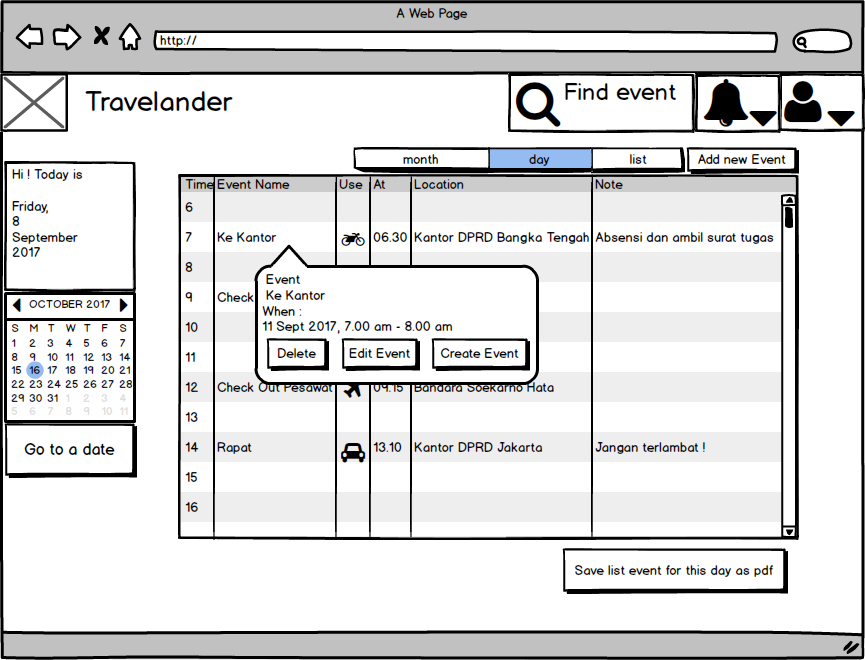 A Web Page
http://
Travelander
Find event
month day list Add new Event
Hi ! Today is
Friday,
8
September
2017
OCTOBER 2017
S M T W T F S
1 2 3 4 5 6 7
8 9 10 11 12 13 14
15 16 17 18 19 20 21
22 23 24 25 26 27 28
29 30 31 1 2 3 4
5 6 7 8 9 10 11
Go to a date
Time Event Name Use At Location Note
6
7 Ke Kantor 06.30 Kantor DPRD Bangka Tengah Absensi dan ambil surat tugas
8
9 Check
10
11
12 Check Out Pesawat 09.15 Bandara Soekarno Hata
13
14 Rapat 13.10 Kantor DPRD Jakarta Jangan terlambat !
15
16
Event
Ke Kantor
When :
11 Sept 2017, 7.00 am - 8.00 am
Delete Edit Event Create Event
Save list event for this day as pdf